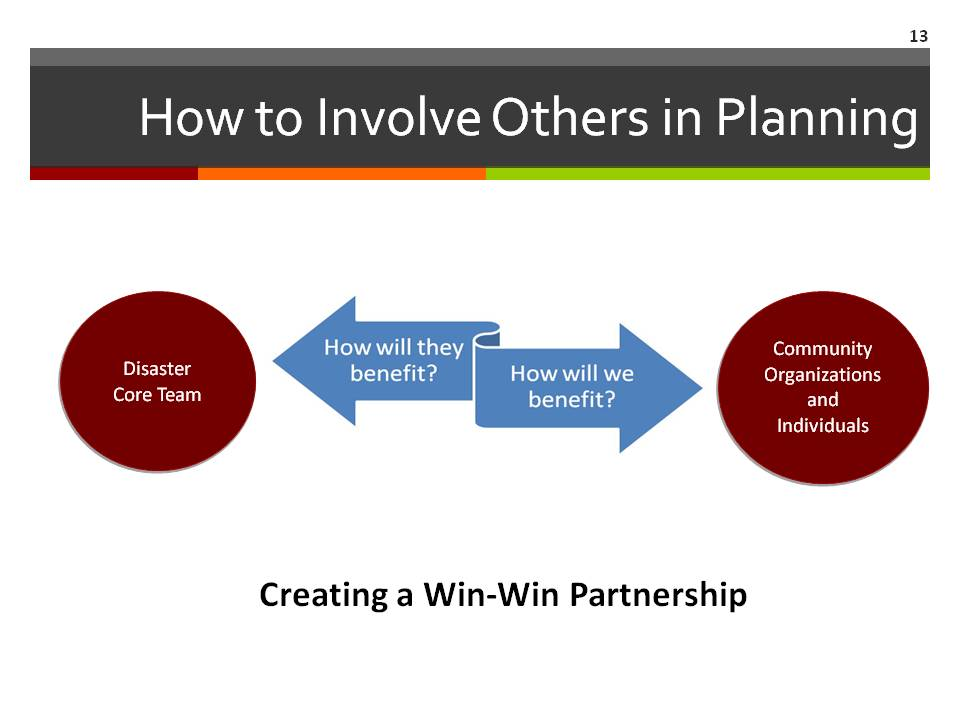 13
How to Involve Others in Planning
Disaster
Core Team
How will they
benefit?
How will we
benefit?
Community
Organizations
and
Individuals
Creating a Win-Win Partnership